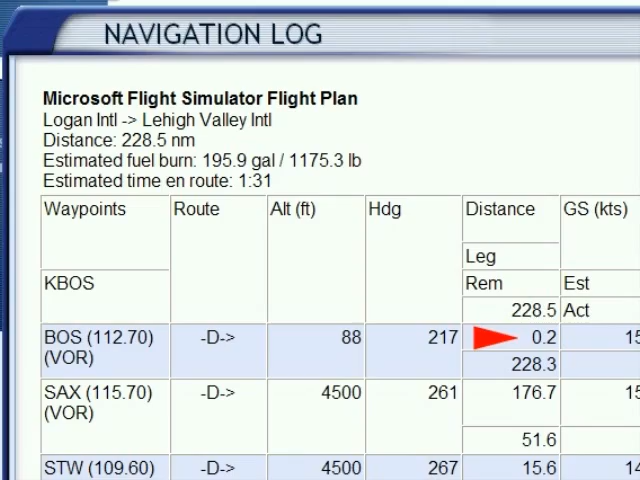 NAVIGATION LOG
Microsoft Flight Simulator Flight Plan
Logan Intl -> Lehigh Valley Intl
Distance: 228.5 nm
Estimated fuel burn: 195.9 gal / 1175.3 lb
Estimated time en route: 1:31
Waypoints Route Alt (ft) Hdg Distance GS (kts)
Leg
KBOS Rem Est
228.5 Act
BOS (112.70) -D-> 88 217 0.2 15
(VOR) 228.3
SAX (115.70) -D-> 4500 261 176.7 15
(VOR)
51.6
STW (109.60) -D-> 4500 267 15.6 14